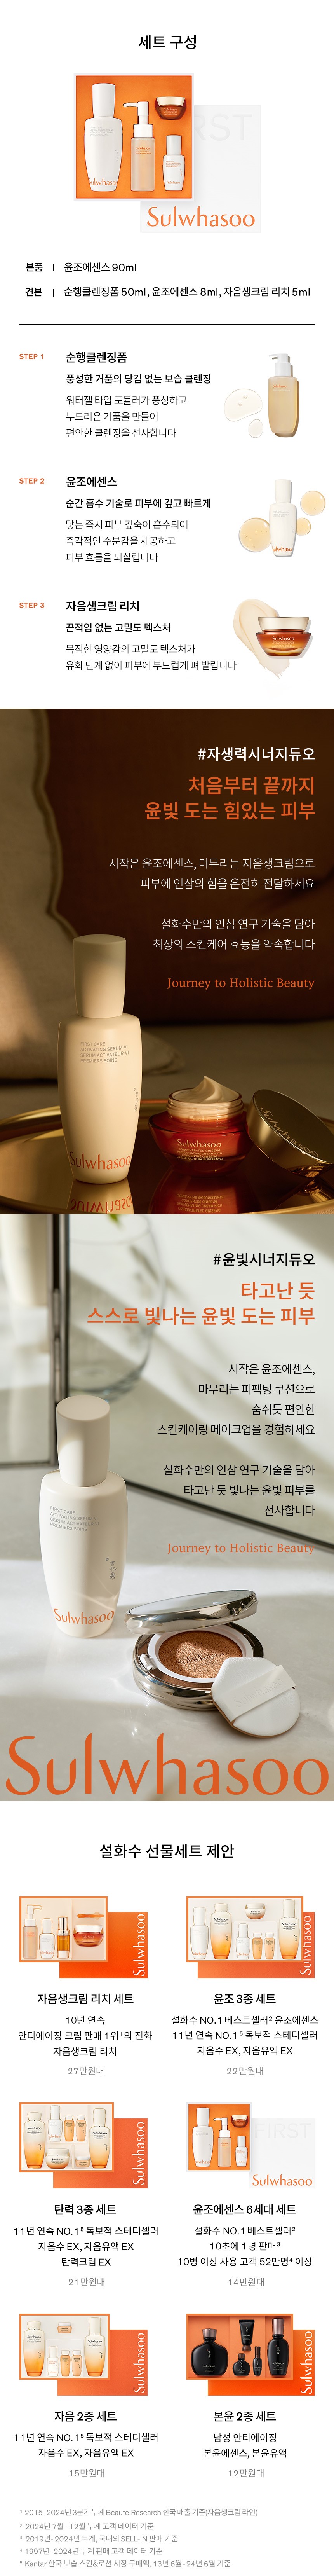 세트 구성
FIRST
Sulwhasoo
본품 | 윤조에센스 90ml
견본 | 순행클렌징폼 50ml, 윤조에센스 8ml, 자음생크림 리치 5ml
STEP 1 순행클렌징폼
풍성한 거품의 당김 없는 보습 클렌징
워터젤 타입 포뮬러가 풍성하고
부드러운 거품을 만들어
편안한 클렌징을 선사합니다
STEP 2 윤조에센스
순간 흡수 기술로 피부에 깊고 빠르게
닿는 즉시 피부 깊숙이 흡수되어
즉각적인 수분감을 제공하고
피부 흐름을 되살립니다
STEP 3 자음생크림 리치
끈적임 없는 고밀도 텍스처
묵직한 영양감의 고밀도 텍스처가
유화 단계 없이 피부에 부드럽게 펴 발립니다
#자생력시너지듀오
처음부터 끝까지
윤빛 도는 힘있는 피부
시작은 윤조에센스, 마무리는 자음생크림으로
피부에 인삼의 힘을 온전히 전달하세요
설화수만의 인삼 연구 기술을 담아
최상의 스킨케어 효능을 약속합니다
Journey to Holistic Beauty
FIRST CARE
ACTIVATING SERUM VI
SÉRUM ACTIVATEUR VI
PREMIERS SOINS
Sulwhasoo
Sulwhasoo
#윤빛시너지듀오
타고난 듯
스스로 빛나는 윤빛 도는 피부
시작은 윤조에센스,
마무리는 퍼펙팅 쿠션으로
숨쉬듯 편안한
스킨케어링 메이크업을 경험하세요
설화수만의 인삼 연구 기술을 담아
타고난 듯 빛나는 윤빛 피부를
선사합니다
Journey to Holistic Beauty
FIRST CARE
ACTIVATING SERUM VI
SÉRUM ACTIVATEUR VI
PREMIERS SOINS
Sulwhasoo
Sulwhasoo
설화수 선물세트 제안
Sulwhasoo
자음생크림 리치 세트
10년 연속
안티에이징 크림 판매 1위¹의 진화
자음생크림 리치
27만원대
Sulwhasoo
윤조 3종 세트
설화수 NO.1 베스트셀러² 윤조에센스
11년 연속 NO.1⁵ 독보적 스테디셀러
자음수 EX, 자음유액 EX
22만원대
Sulwhasoo
탄력 3종 세트
11년 연속 NO.1⁵ 독보적 스테디셀러
자음수 EX, 자음유액 EX
탄력크림 EX
21만원대
FIRST
Sulwhasoo
윤조에센스 6세대 세트
설화수 NO.1 베스트셀러²
10초에 1병 판매³
10병 이상 사용 고객 52만명⁴ 이상
14만원대
Sulwhasoo
자음 2종 세트
11년 연속 NO.1⁵ 독보적 스테디셀러
자음수 EX, 자음유액 EX
15만원대
Sulwhasoo
본윤 2종 세트
남성 안티에이징
본윤에센스, 본윤유액
12만원대
¹ 2015-2024년 3분기 누계 Beaute Research 한국 매출 기준(자음생크림 라인)
² 2024년 7월 - 12월 누계 고객 데이터 기준
³ 2019년- 2024년 누계, 국내외 SELL-IN 판매 기준
⁴ 1997년- 2024년 누계 판매 고객 데이터 기준
⁵ Kantar 한국 보습 스킨&로션 시장 구매액, 13년 6월 - 24년 6월 기준